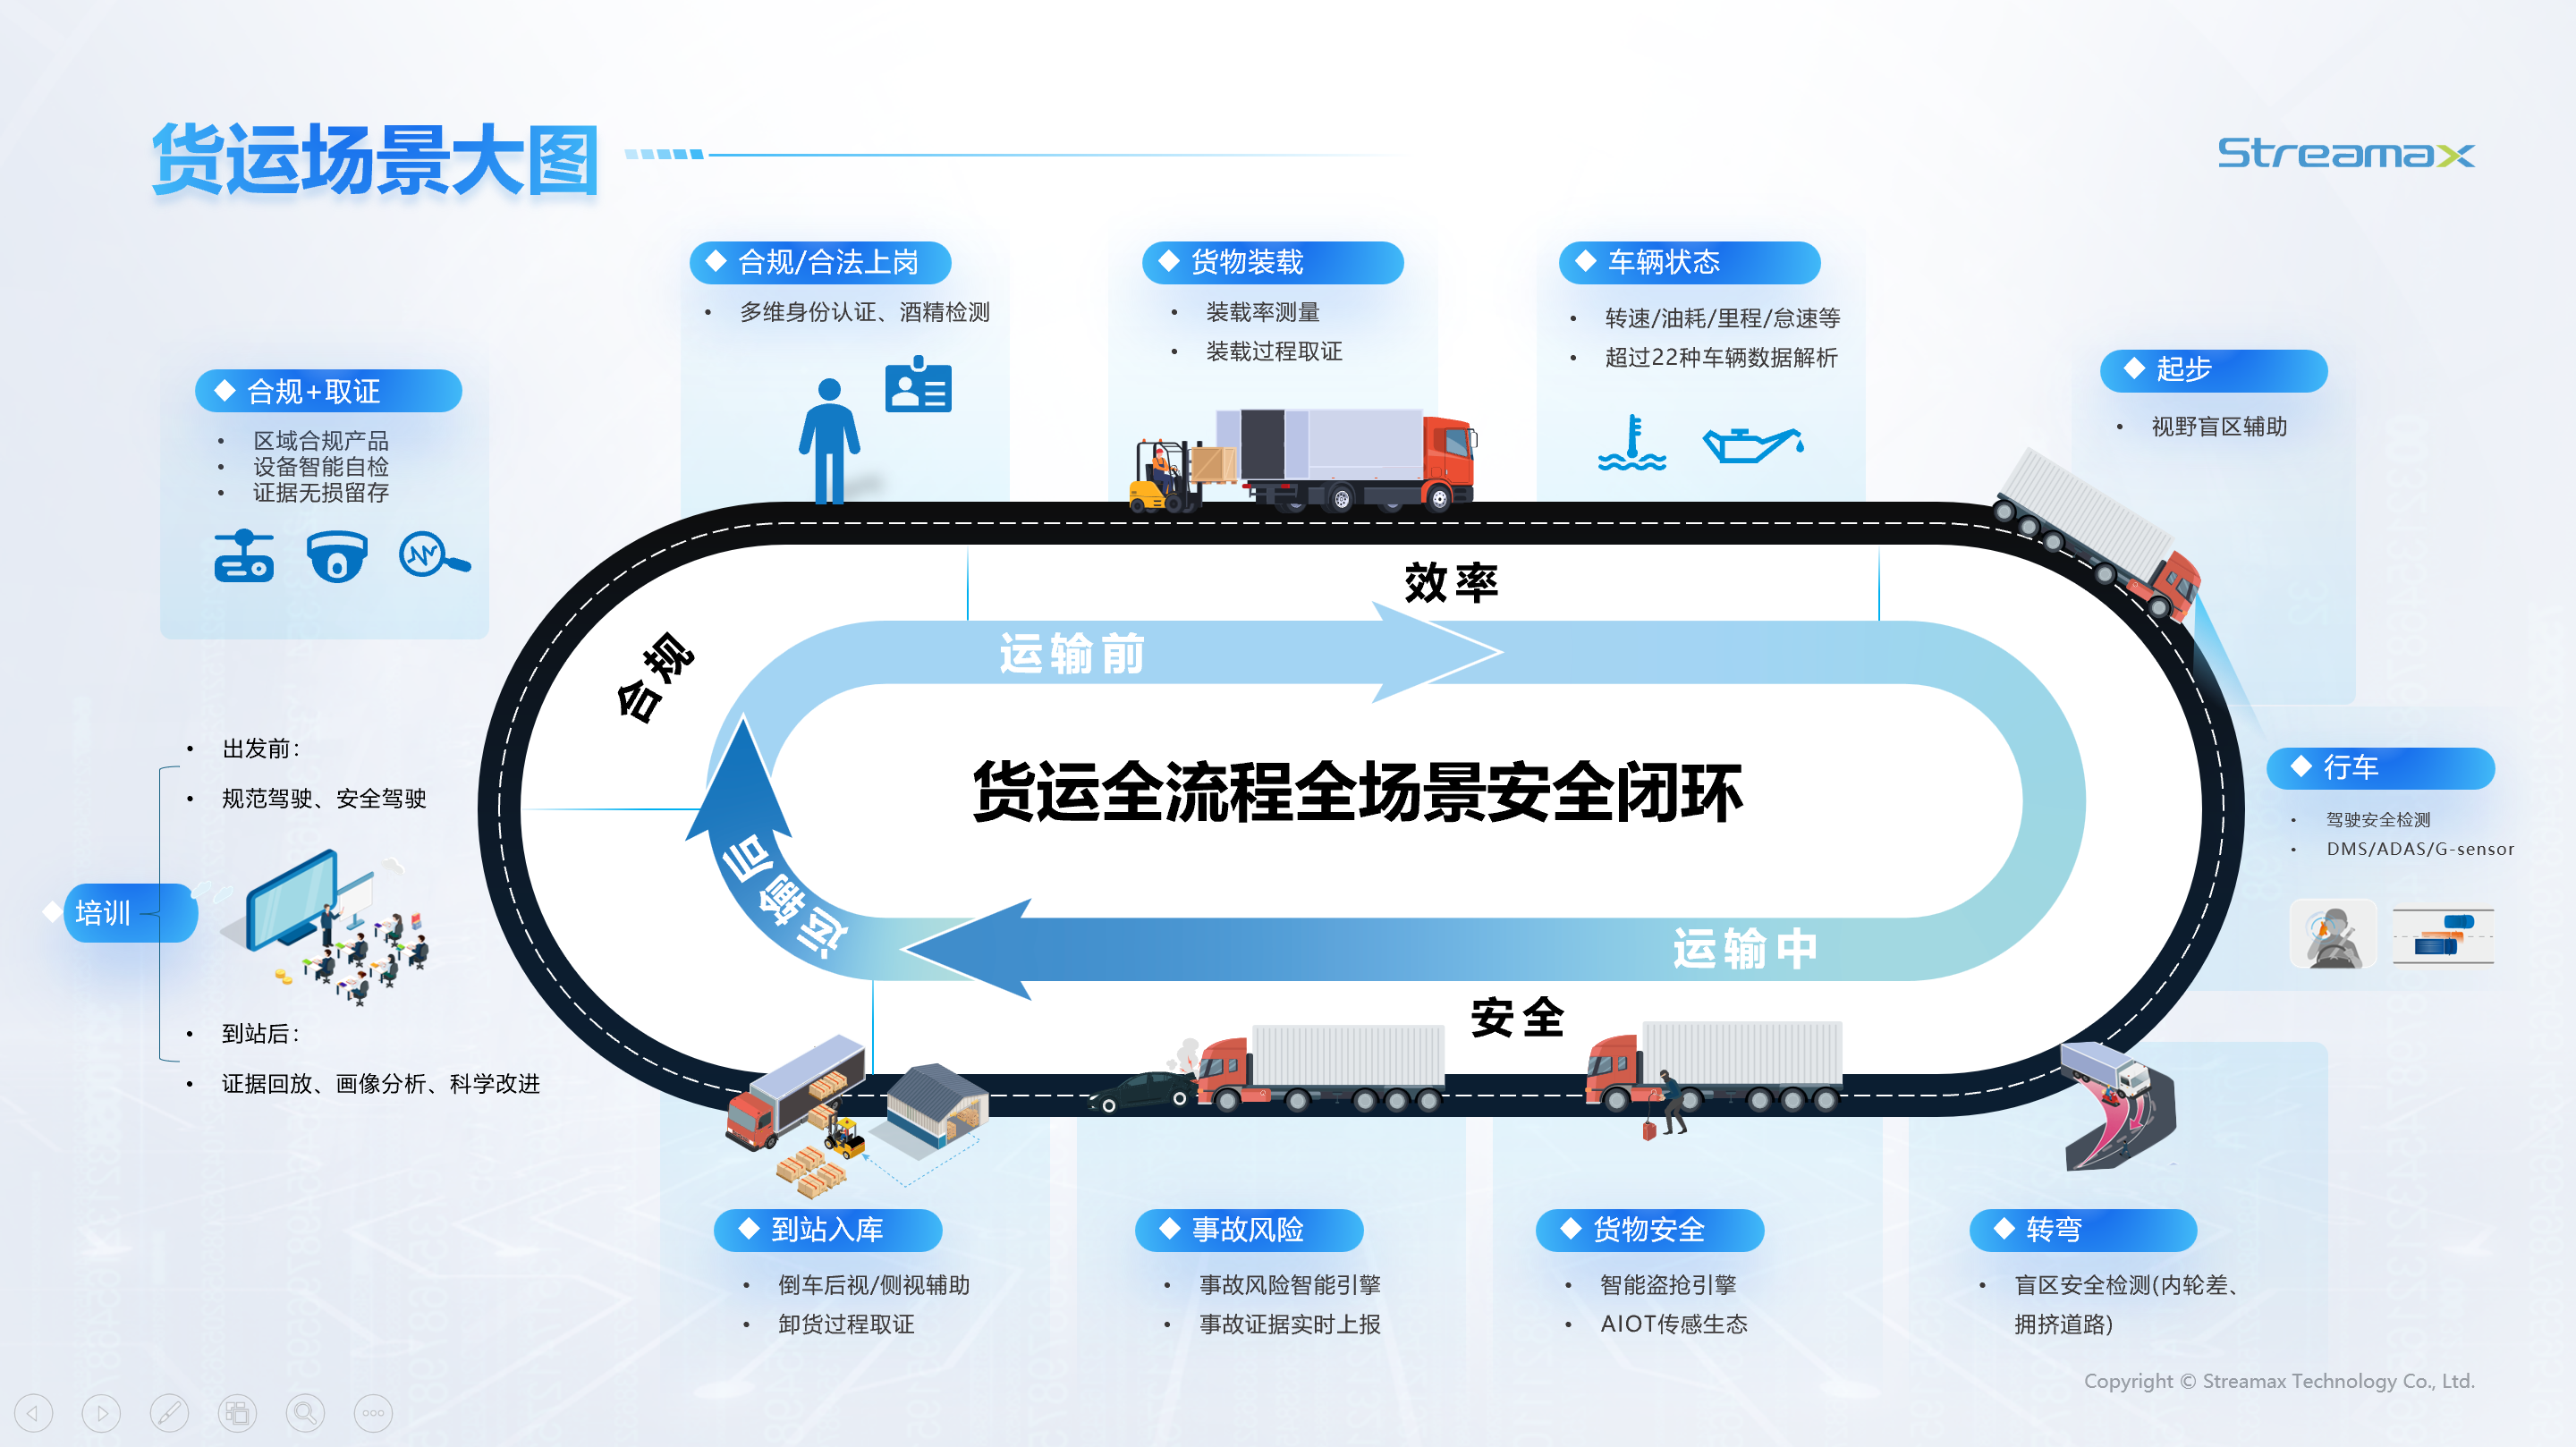 货运场景大图
Streamax
合规/合法上岗
• 多维身份认证、酒精检测
货物装载
• 装载率测量
• 装载过程取证
车辆状态
• 转速/油耗/里程/怠速等
• 超过22种车辆数据解析
起步
• 视野盲区辅助
合规+取证
• 区域合规产品
• 设备智能自检
• 证据无损留存
效率
合规
运输前
货运全流程全场景安全闭环
运输后
运输中
安全
行车
• 驾驶安全检测
• DMS/ADAS/G-sensor
• 出发前：
• 规范驾驶、安全驾驶
培训
• 到站后：
• 证据回放、画像分析、科学改进
到站入库
• 倒车后视/侧视辅助
• 卸货过程取证
事故风险
• 事故风险智能引擎
• 事故证据实时上报
货物安全
• 智能盗抢引擎
• AIOT传感生态
转弯
• 盲区安全检测(内轮差、
拥挤道路)
Copyright © Streamax Technology Co., Ltd.